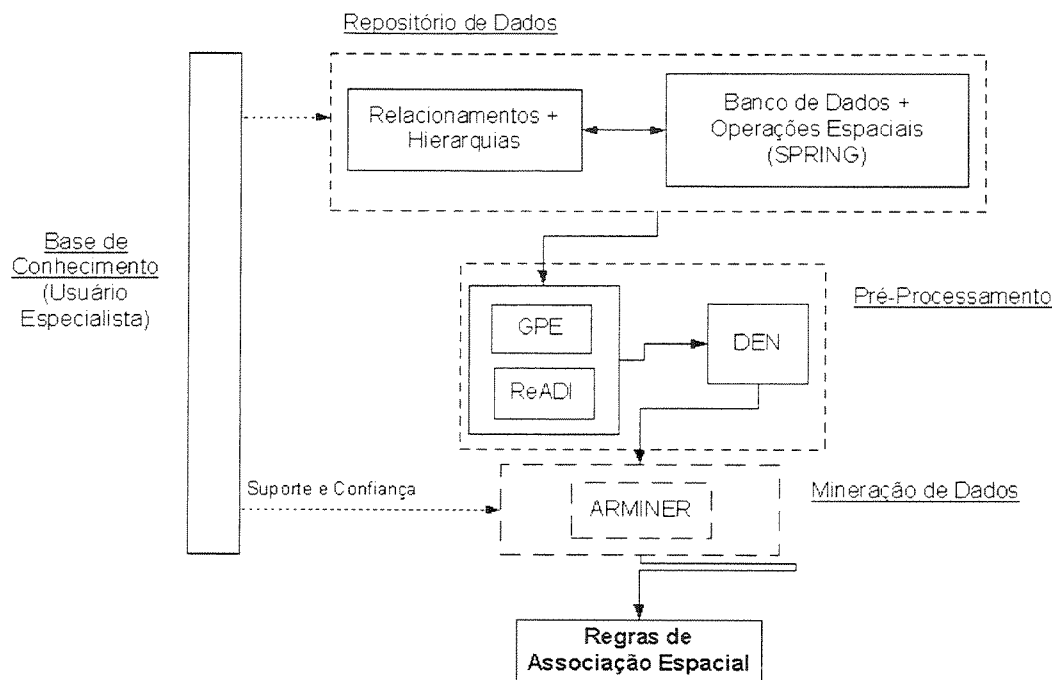 Repositório de Dados
Relacionamentos +
Hierarquias
Banco de Dados +
Operações Espaciais
(SPRING)
Base de
Conhecimento
(Usuário
Especialista)
Pré-Processamento
GPE
ReADI
DEN
Suporte e Confiança
Mineração de Dados
ARMINER
Regras de
Associação Espacial